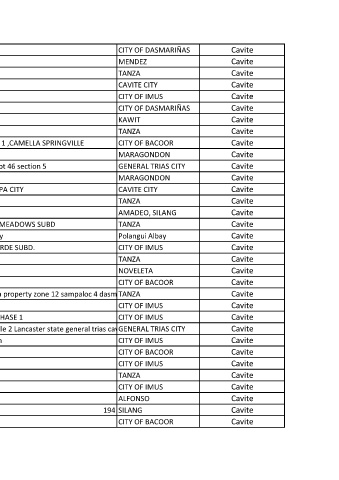 CITY OF DASMARIÑAS Cavite
MENDEZ Cavite
TANZA Cavite
CAVITE CITY Cavite
CITY OF IMUS Cavite
CITY OF DASMARIÑAS Cavite
KAWIT Cavite
TANZA Cavite
1 ,CAMELLA SPRINGVILLE CITY OF BACOOR Cavite
MARAGONDON Cavite
ot 46 section 5 GENERAL TRIAS CITY Cavite
MARAGONDON Cavite
PA CITY CAVITE CITY Cavite
TANZA Cavite
AMADEO, SILANG Cavite
MEADOWS SUBD TANZA Cavite
y Polangui Albay Cavite
RDE SUBD. CITY OF IMUS Cavite
TANZA Cavite
NOVELETA Cavite
CITY OF BACOOR Cavite
a property zone 12 sampaloc 4 dasm TANZA Cavite
CITY OF IMUS Cavite
HASE 1 CITY OF IMUS Cavite
le 2 Lancaster state general trias cav GENERAL TRIAS CITY Cavite
n CITY OF IMUS Cavite
CITY OF BACOOR Cavite
CITY OF IMUS Cavite
TANZA Cavite
CITY OF IMUS Cavite
ALFONSO Cavite
194 SILANG Cavite
CITY OF BACOOR Cavite